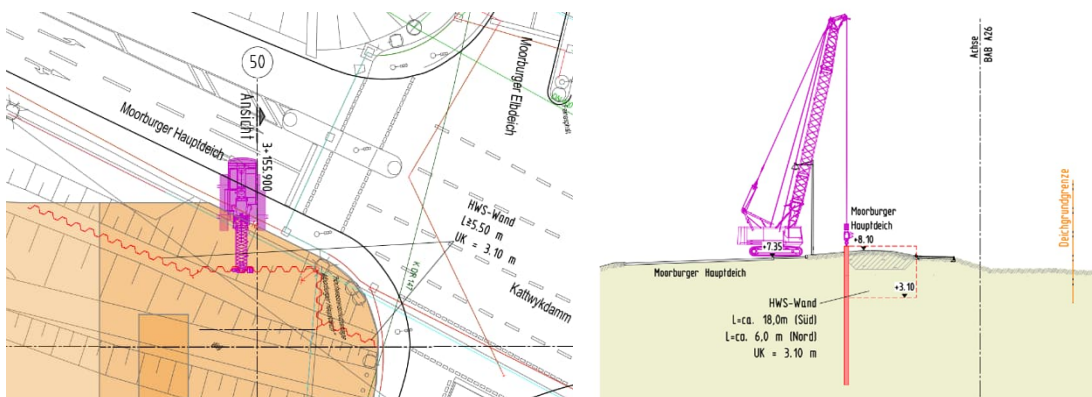 50
Ansicht
3+155.900
Moorburger Hauptdeich
Moorburger Elbdeich
HWS-Wand
L≥5.50 m
UK = 3.10 m
Kattwykdamm
Achse
BAB A26
Deichgrundgrenze
Moorburger
Hauptdeich
+8.10
+7.35
Moorburger Hauptdeich
+3.10
HWS-Wand
L=ca. 18,0m (Süd)
L=ca. 6,0 m (Nord)
UK = 3.10 m